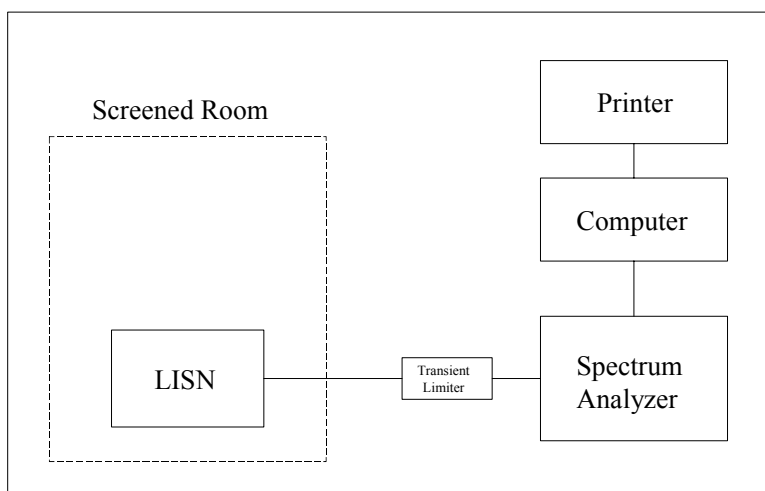 Screened Room
Printer
Computer
LISN
Transient
Limiter
Spectrum
Analyzer